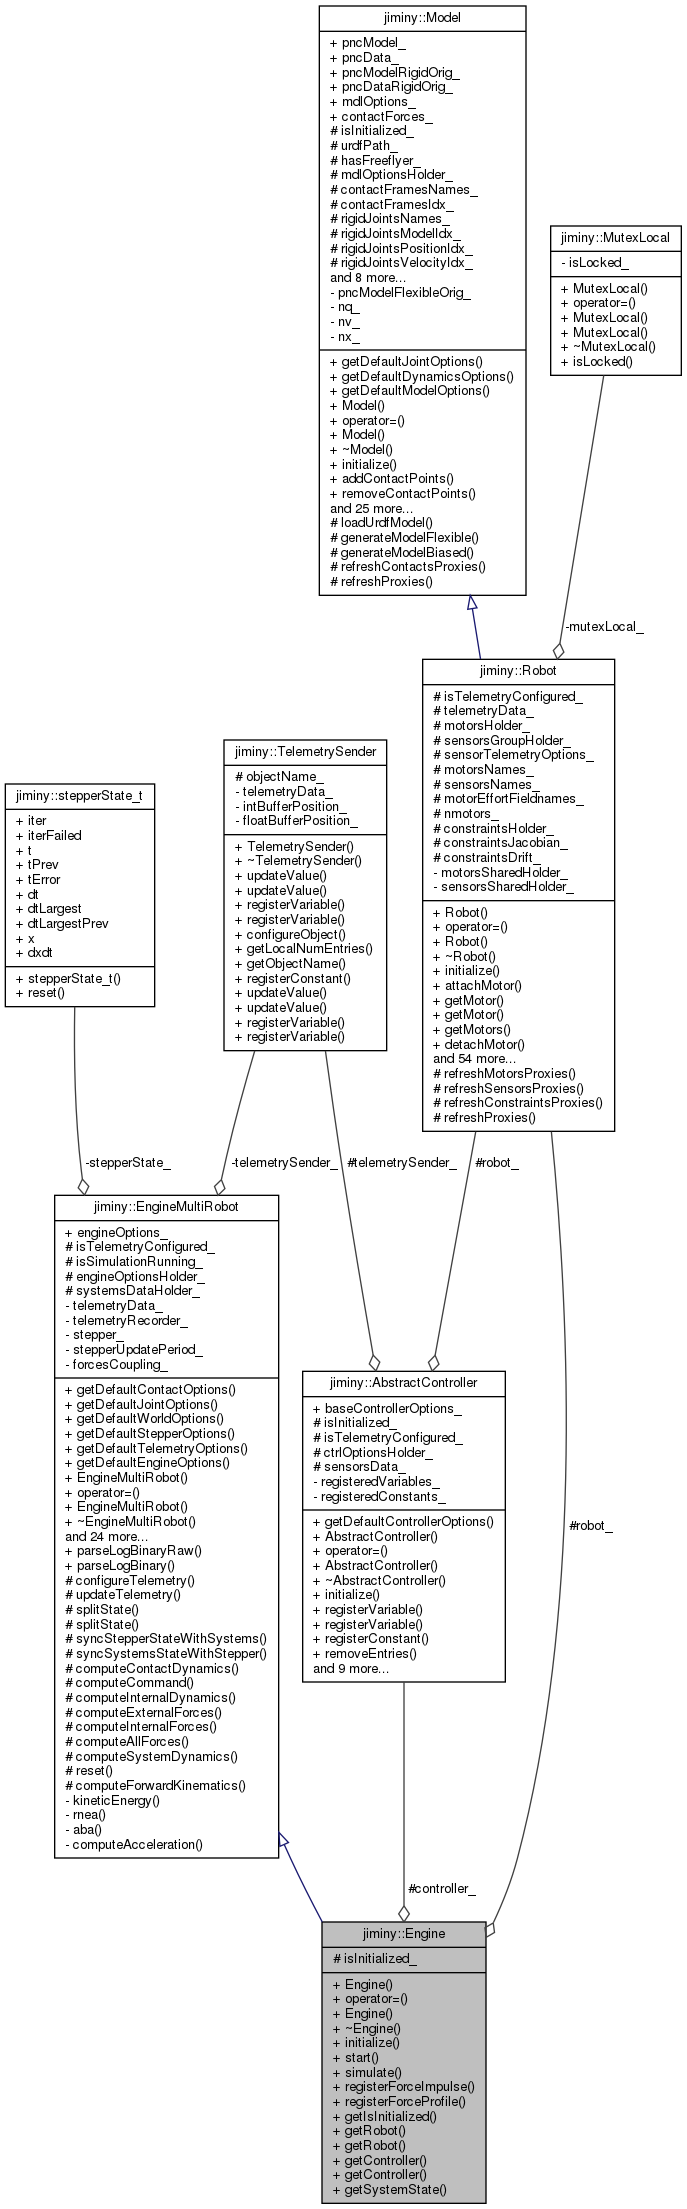 jiminy::Model
+ pncModel_
+ pncData_
+ pncModelRigidOrig_
+ pncDataRigidOrig_
+ mdlOptions_
+ contactForces_
# isInitialized_
# urdfPath_
# hasFreeflyer_
# mdlOptionsHolder_
# contactFramesNames_
# contactFramesIdx_
# rigidJointsNames_
# rigidJointsModelIdx_
# rigidJointsPositionIdx_
# rigidJointsVelocityIdx_
and 8 more...
- pncModelFlexibleOrig_
- nq_
- nv_
- nx_
+ getDefaultJointOptions()
+ getDefaultDynamicsOptions()
+ getDefaultModelOptions()
+ Model()
+ operator=()
+ Model()
+ ~Model()
+ initialize()
+ addContactPoints()
+ removeContactPoints()
and 25 more...
# loadUrdfModel()
# generateModelFlexible()
# generateModelBiased()
# refreshContactsProxies()
# refreshProxies()
jiminy::MutexLocal
- isLocked_
+ MutexLocal()
+ operator=()
+ MutexLocal()
+ MutexLocal()
+ ~MutexLocal()
+ isLocked()
-mutexLocal_
jiminy::Robot
# isTelemetryConfigured_
# telemetryData_
# motorsHolder_
# sensorsGroupHolder_
# sensorTelemetryOptions_
# motorsNames_
# sensorsNames_
# motorEffortFieldnames_
# nmotors_
# constraintsHolder_
# constraintsJacobian_
# constraintsDrift_
- motorsSharedHolder_
- sensorsSharedHolder_
+ Robot()
+ operator=()
+ Robot()
+ ~Robot()
+ initialize()
+ attachMotor()
+ getMotor()
+ getMotor()
+ getMotors()
+ detachMotor()
and 54 more...
# refreshMotorsProxies()
# refreshSensorsProxies()
# refreshConstraintsProxies()
# refreshProxies()
jiminy::TelemetrySender
# objectName_
- telemetryData_
- intBufferPosition_
- floatBufferPosition_
+ TelemetrySender()
+ ~TelemetrySender()
+ updateValue()
+ updateValue()
+ registerVariable()
+ registerVariable()
+ configureObject()
+ getLocalNumEntries()
+ getObjectName()
+ registerConstant()
+ updateValue()
+ updateValue()
+ registerVariable()
+ registerVariable()
jiminy::stepperState_t
+ iter
+ iterFailed
+ t
+ tPrev
+ tError
+ dt
+ dtLargest
+ dtLargestPrev
+ x
+ dxdt
+ stepperState_t()
+ reset()
-stepperState_
-telemetrySender_
#telemetrySender_
#robot_
jiminy::EngineMultiRobot
+ engineOptions_
# isTelemetryConfigured_
# isSimulationRunning_
# engineOptionsHolder_
# systemsDataHolder_
- telemetryData_
- telemetryRecorder_
- stepper_
- stepperUpdatePeriod_
- forcesCoupling_
+ getDefaultContactOptions()
+ getDefaultJointOptions()
+ getDefaultWorldOptions()
+ getDefaultStepperOptions()
+ getDefaultTelemetryOptions()
+ getDefaultEngineOptions()
+ EngineMultiRobot()
+ operator=()
+ EngineMultiRobot()
+ ~EngineMultiRobot()
and 24 more...
+ parseLogBinaryRaw()
+ parseLogBinary()
# configureTelemetry()
# updateTelemetry()
# splitState()
# splitState()
# syncStepperStateWithSystems()
# syncSystemsStateWithStepper()
# computeContactDynamics()
# computeCommand()
# computeInternalDynamics()
# computeExternalForces()
# computeInternalForces()
# computeAllForces()
# computeSystemDynamics()
# reset()
# computeForwardKinematics()
- kineticEnergy()
- rnea()
- aba()
- computeAcceleration()
jiminy::AbstractController
+ baseControllerOptions_
# isInitialized_
# isTelemetryConfigured_
# ctrlOptionsHolder_
# sensorsData_
- registeredVariables_
- registeredConstants_
+ getDefaultControllerOptions()
+ AbstractController()
+ operator=()
+ AbstractController()
+ ~AbstractController()
+ initialize()
+ registerVariable()
+ registerVariable()
+ registerConstant()
+ removeEntries()
and 9 more...
#robot_
#controller_
jiminy::Engine
# isInitialized_
+ Engine()
+ operator=()
+ Engine()
+ ~Engine()
+ initialize()
+ start()
+ simulate()
+ registerForceImpulse()
+ registerForceProfile()
+ getIsInitialized()
+ getRobot()
+ getRobot()
+ getController()
+ getController()
+ getSystemState()